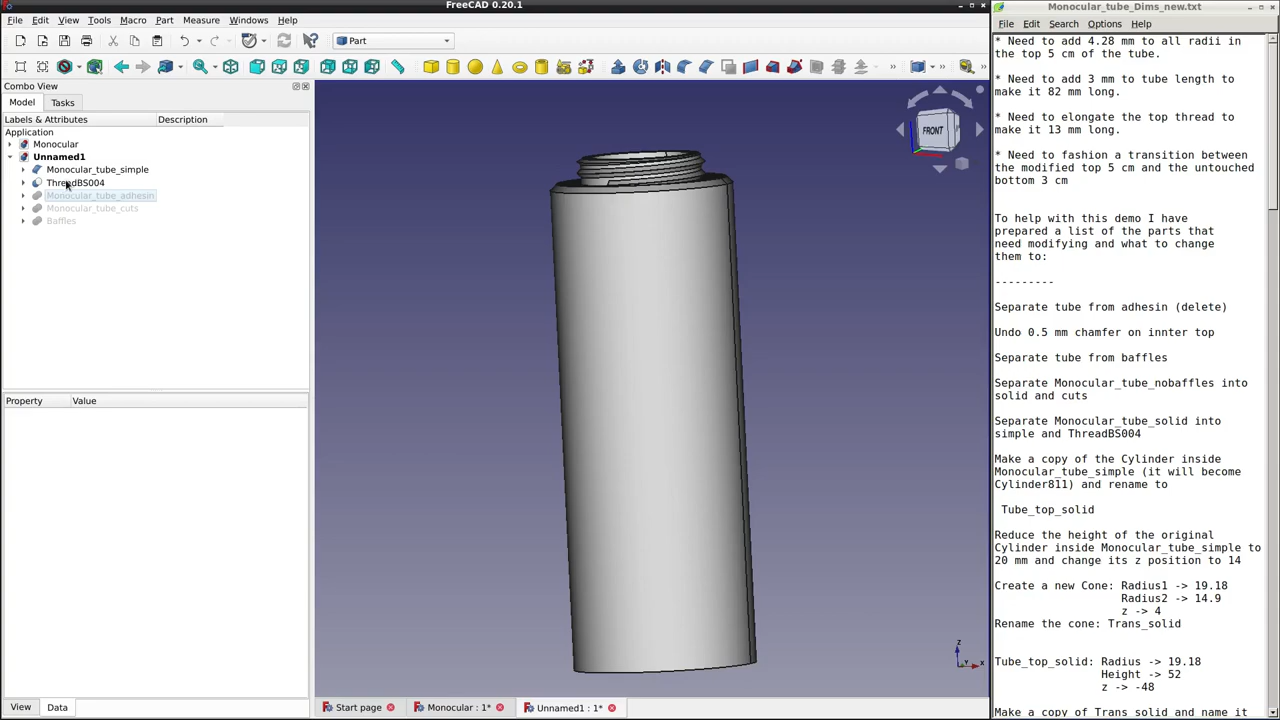 FreeCAD 0.20.1
File Edit View Tools Macro Part Measure Windows Help
Part
Combo View
Model Tasks
Labels & Attributes Description
Application
Monocular
Unnamed1
Monocular_tube_simple
ThreadBS004
Monocular_tube_adhesin
Monocular_tube_cuts
Baffles
Property Value
View Data
FRONT
Z
Y
X
Start page
Monocular : 1*
Unnamed1 : 1*
Monocular_tube_Dims_new.txt
File Edit Search Options Help
* Need to add 4.28 mm to all radii in
the top 5 cm of the tube.
* Need to add 3 mm to tube length to
make it 82 mm long.
* Need to elongate the top thread to
make it 13 mm long.
* Need to fashion a transition between
the modified top 5 cm and the untouched
bottom 3 cm
To help with this demo I have
prepared a list of the parts that
need modifying and what to change
them to:
---------
Separate tube from adhesin (delete)
Undo 0.5 mm chamfer on innter top
Separate tube from baffles
Separate Monocular_tube_nobaffles into
solid and cuts
Separate Monocular_tube_solid into
simple and ThreadBS004
Make a copy of the Cylinder inside
Monocular_tube_simple (it will become
Cylinder811) and rename to
Tube_top_solid
Reduce the height of the original
Cylinder inside Monocular_tube_simple to
20 mm and change its z position to 14
Create a new Cone: Radius1 -> 19.18
Radius2 -> 14.9
z -> 4
Rename the cone: Trans_solid
Tube_top_solid: Radius -> 19.18
Height -> 52
z -> -48
Make a copy of Trans_solid and name it